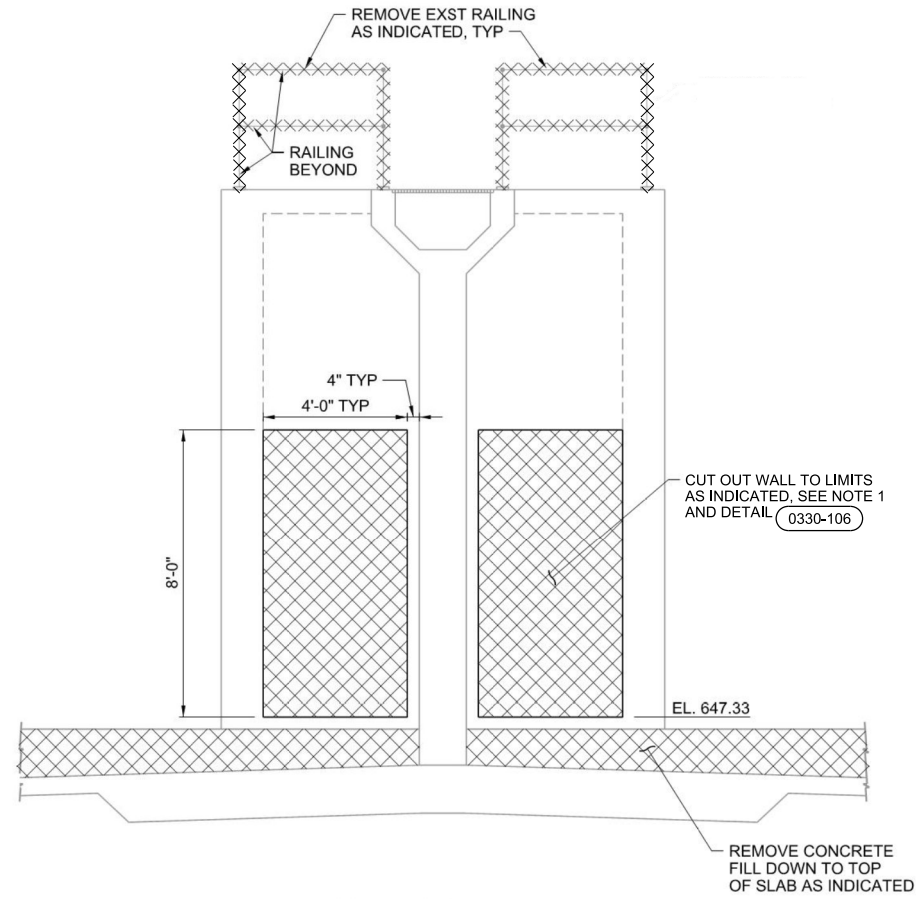 REMOVE EXST RAILING
AS INDICATED, TYP
RAILING
BEYOND
4" TYP
4'-0" TYP
8'-0"
CUT OUT WALL TO LIMITS
AS INDICATED, SEE NOTE 1
AND DETAIL 0330-106
EL. 647.33
REMOVE CONCRETE
FILL DOWN TO TOP
OF SLAB AS INDICATED